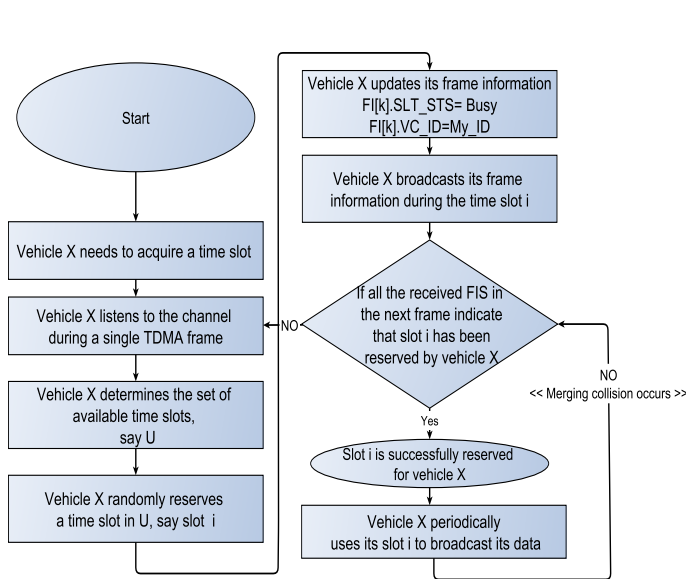 Start
Vehicle X needs to acquire a time slot
Vehicle X listens to the channel
during a single TDMA frame
Vehicle X determines the set of
available time slots,
say U
Vehicle X randomly reserves
a time slot in U, say slot i
Vehicle X updates its frame information
FI[k].SLT_STS= Busy
FI[k].VC_ID=My_ID
Vehicle X broadcasts its frame
information during the time slot i
If all the received FIS in
the next frame indicate
that slot i has been
reserved by vehicle X
NO
NO
<< Merging collision occurs >>
Yes
Slot i is successfully reserved
for vehicle X
Vehicle X periodically
uses its slot i to broadcast its data